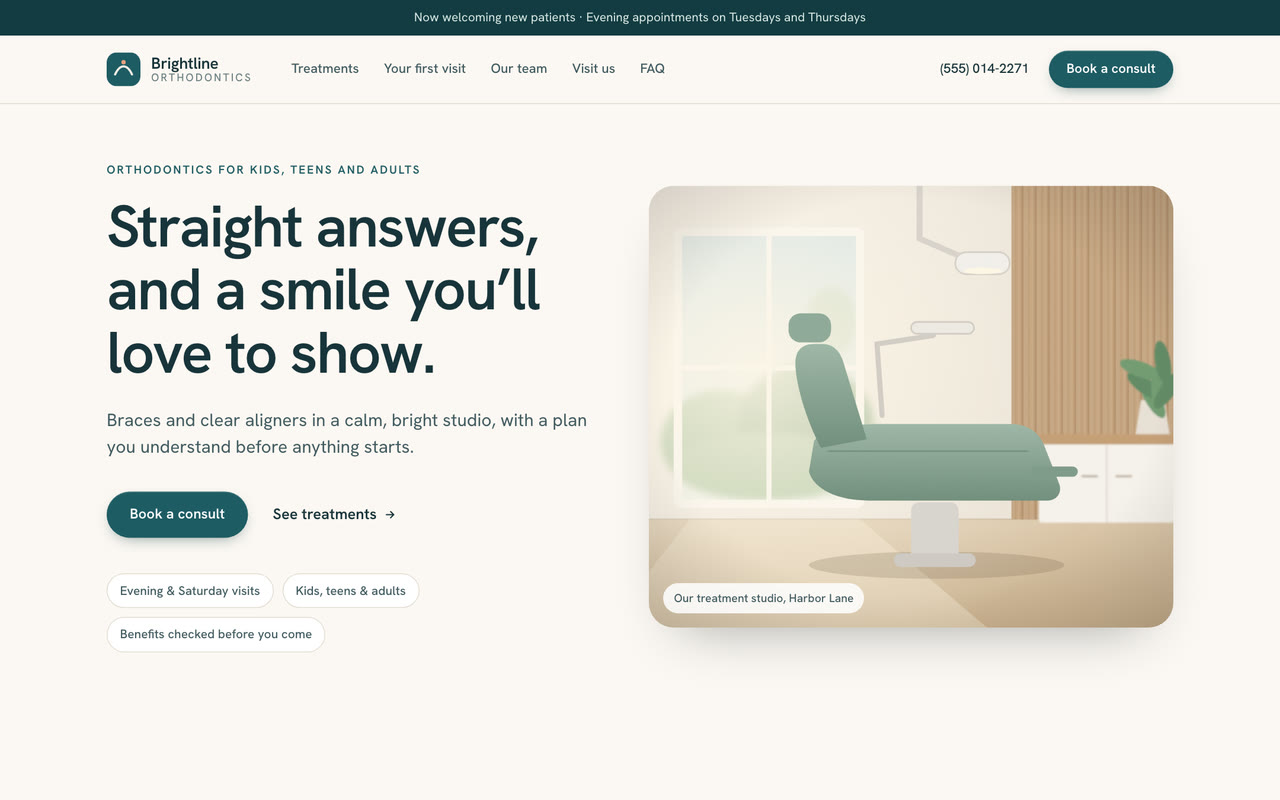 Now welcoming new patients · Evening appointments on Tuesdays and Thursdays
Brightline
ORTHODONTICS
Treatments
Your first visit
Our team
Visit us
FAQ
(555) 014-2271
Book a consult
ORTHODONTICS FOR KIDS, TEENS AND ADULTS
Straight answers,
and a smile you’ll
love to show.
Braces and clear aligners in a calm, bright studio, with a plan
you understand before anything starts.
Book a consult
See treatments →
Evening & Saturday visits
Kids, teens & adults
Benefits checked before you come
Our treatment studio, Harbor Lane